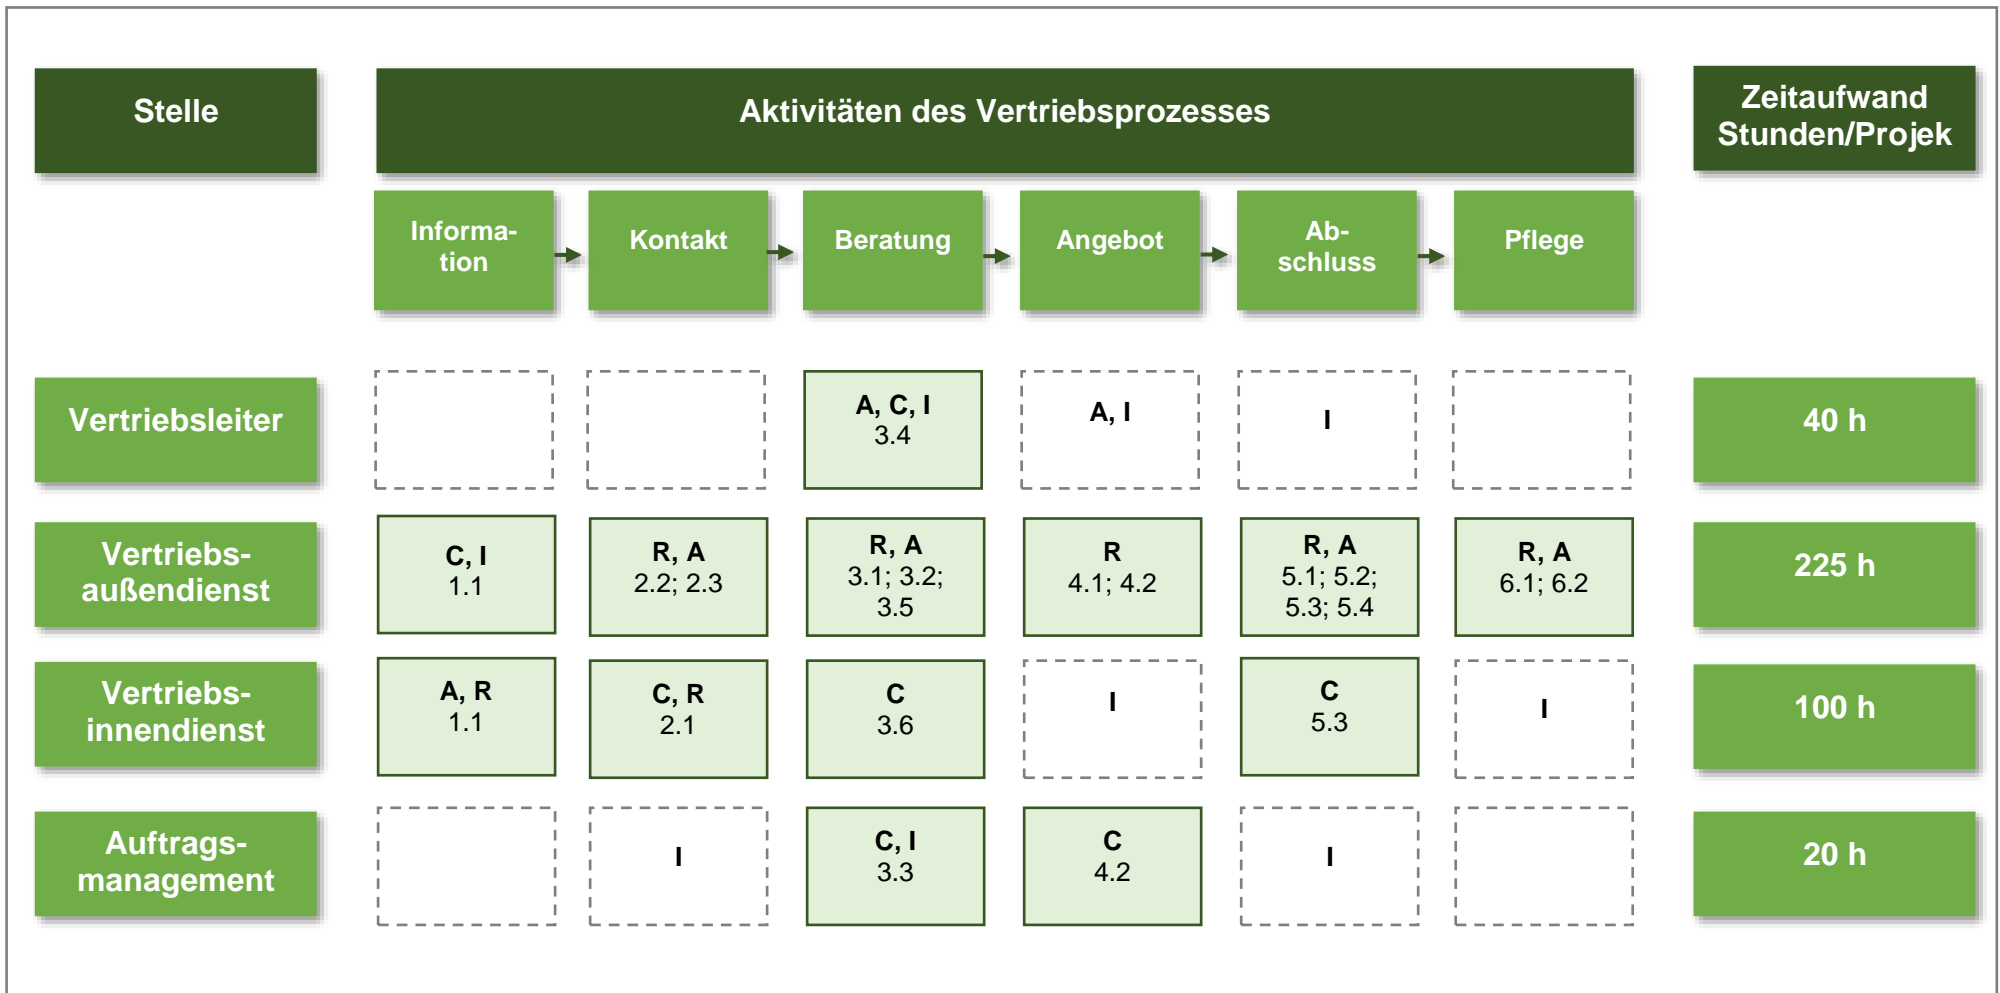 Stelle
Aktivitäten des Vertriebsprozesses
Zeitaufwand
Stunden/Projek
Informa-
tion
Kontakt
Beratung
Angebot
Ab-
schluss
Pflege
Vertriebsleiter
A, C, I
3.4
A, I
I
40 h
Vertriebs-
außendienst
C, I
1.1
R, A
2.2; 2.3
R, A
3.1; 3.2;
3.5
R
4.1; 4.2
R, A
5.1; 5.2;
5.3; 5.4
R, A
6.1; 6.2
225 h
Vertriebs-
innendienst
A, R
1.1
C, R
2.1
C
3.6
I
C
5.3
I
100 h
Auftrags-
management
I
C, I
3.3
C
4.2
I
20 h